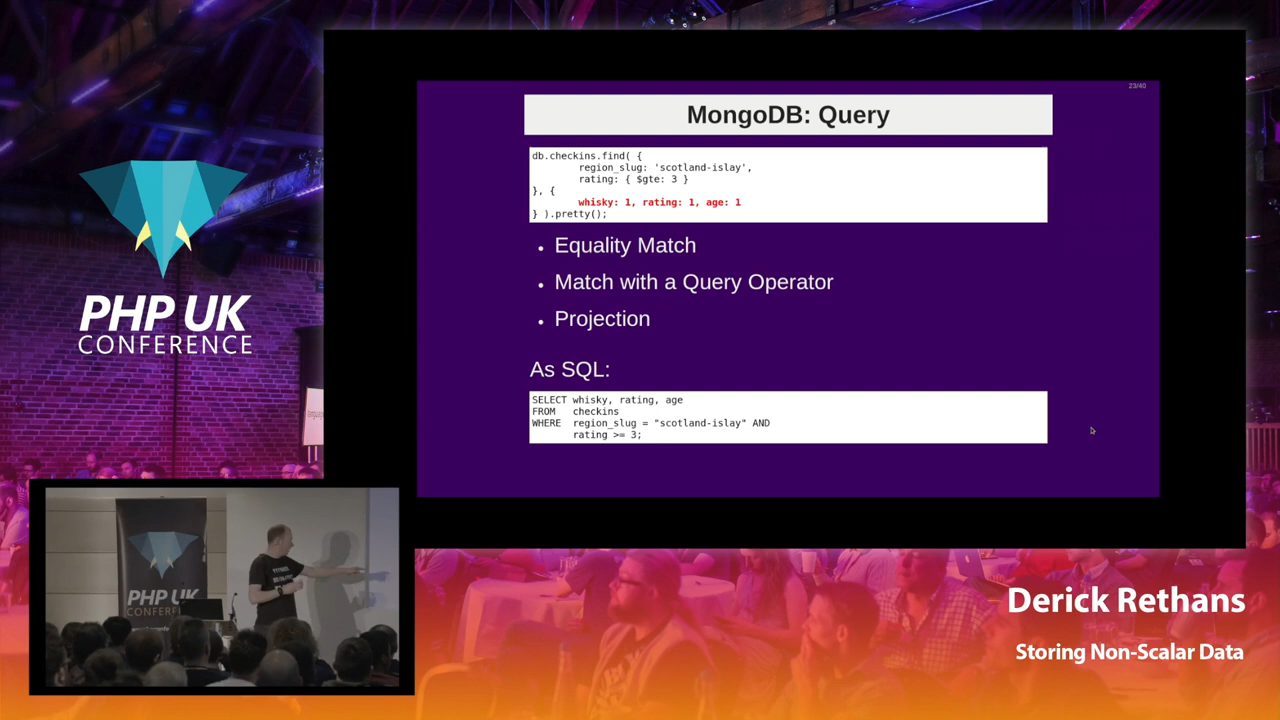 23/40
MongoDB: Query
db.checkins.find( {
region_slug: 'scotland-islay',
rating: { $gte: 3 }
}, {
whisky: 1, rating: 1, age: 1
} ).pretty();
• Equality Match
• Match with a Query Operator
• Projection
As SQL:
SELECT whisky, rating, age
FROM checkins
WHERE region_slug = "scotland-islay" AND
rating >= 3;
PHP UK
CONFERENCE
PHP UK
CONFERENCE
Derick Rethans
Storing Non-Scalar Data